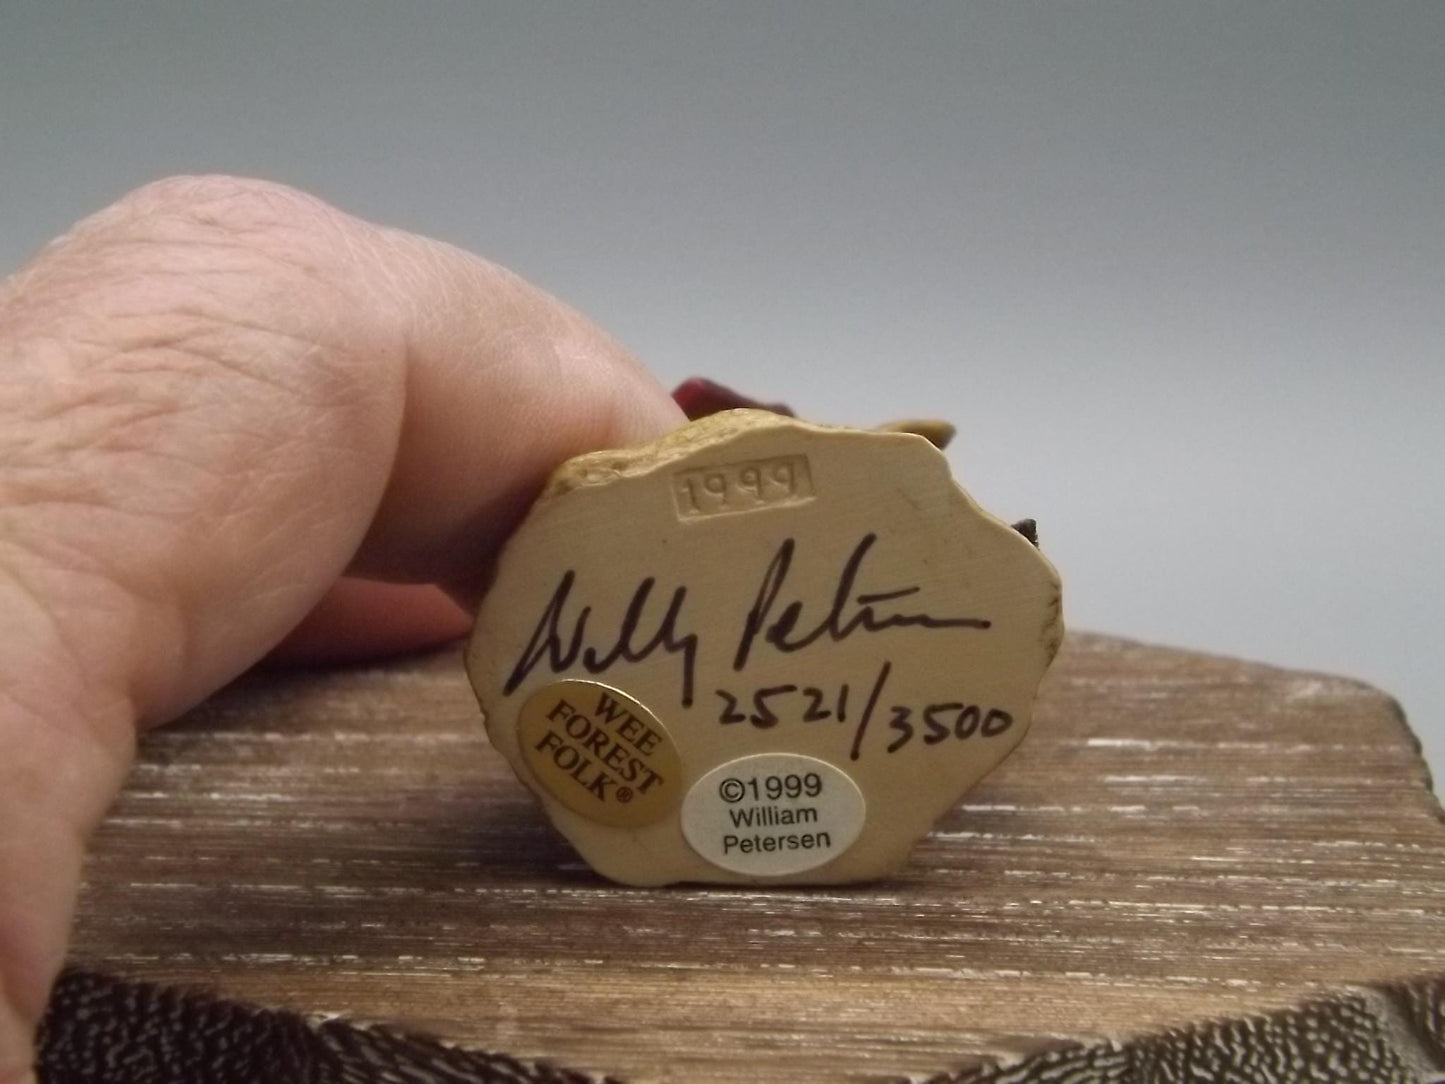 1999
Willy Petersen
2521/3500
WEE
FOREST
FOLK®
©1999
William
Petersen